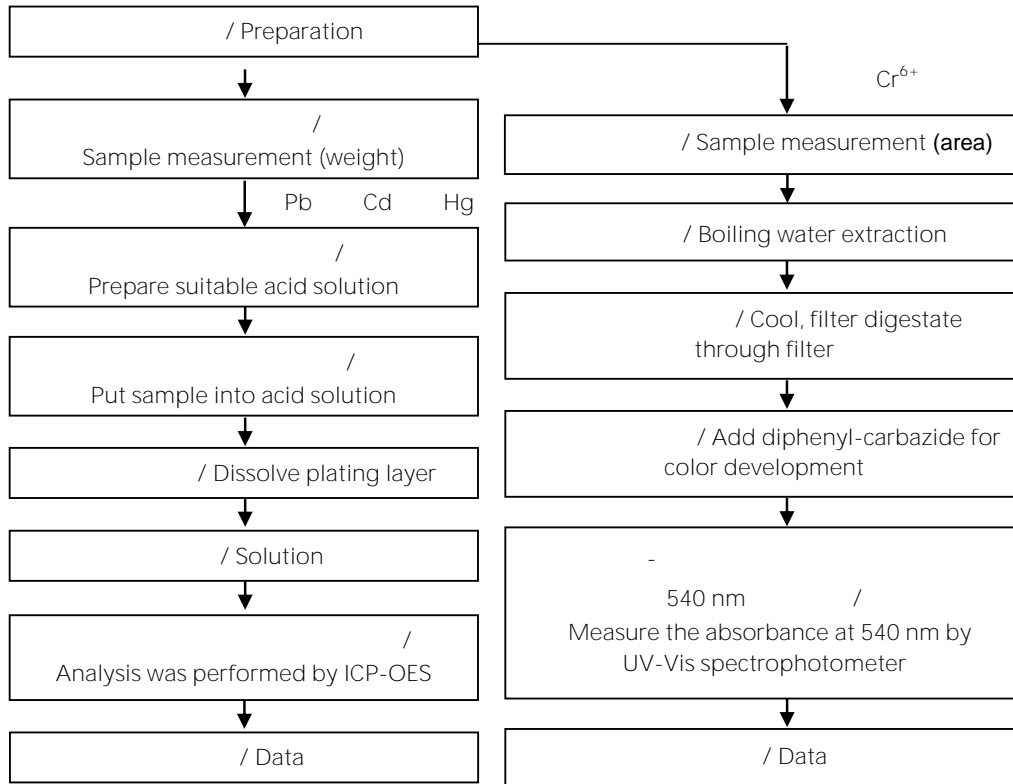 / Preparation
/
Sample measurement (weight)
Pb Cd Hg
/
Prepare suitable acid solution
/
Put sample into acid solution
/ Dissolve plating layer
/ Solution
/
Analysis was performed by ICP-OES
/ Data
Cr⁶⁺
/ Sample measurement (area)
/ Boiling water extraction
/ Cool, filter digestate
through filter
/ Add diphenyl-carbazide for
color development
-
540 nm /
Measure the absorbance at 540 nm by
UV-Vis spectrophotometer
/ Data